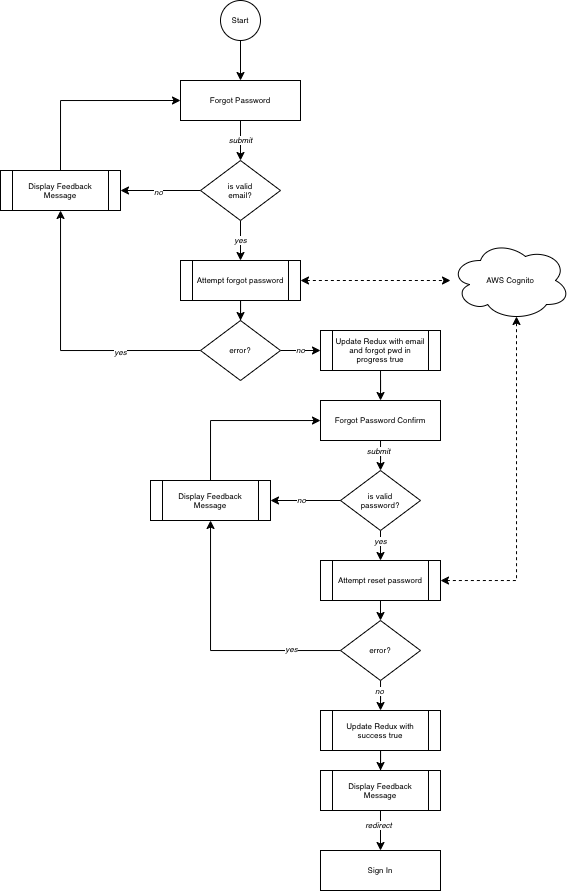 Start
Forgot Password
submit
Display Feedback
Message
no
is valid
email?
yes
Attempt forgot password
AWS Cognito
yes
error?
no
Update Redux with email
and forgot pwd in
progress true
Forgot Password Confirm
submit
Display Feedback
Message
no
is valid
password?
yes
Attempt reset password
yes
error?
no
Update Redux with
success true
Display Feedback
Message
redirect
Sign In